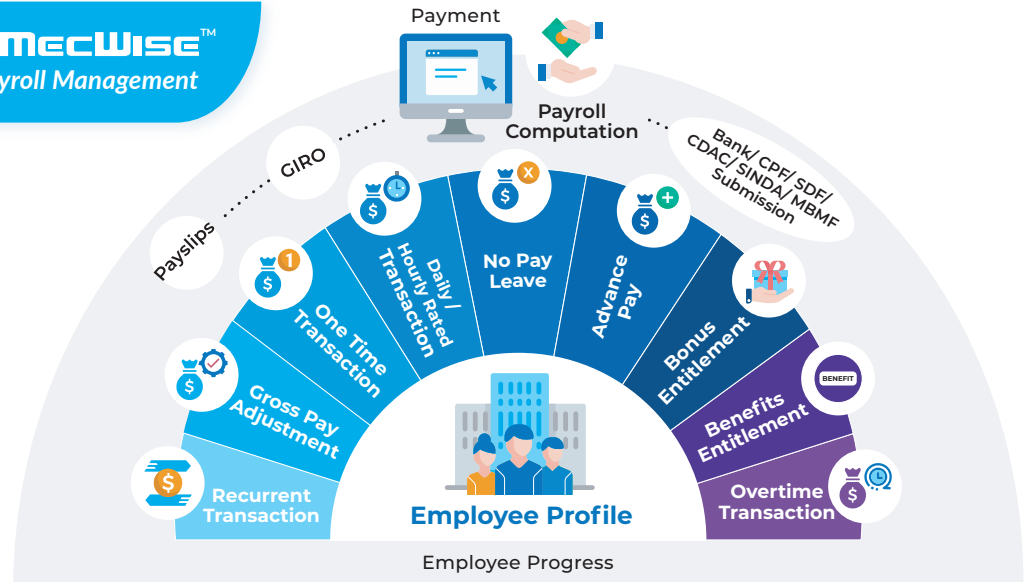 MECWISE™
yroll Management
Payment
Payroll
Computation
GIRO
Payslips
Bank/ CPF/ SDF/
CDAC/ SINDA/ MBMF
Submission
Recurrent
Transaction
Gross Pay
Adjustment
1
One Time
Transaction
Daily /
Hourly Rated
Transaction
X
No Pay
Leave
Advance
Pay
Bonus
Entitlement
BENEFIT
Benefits
Entitlement
Overtime
Transaction
Employee Profile
Employee Progress